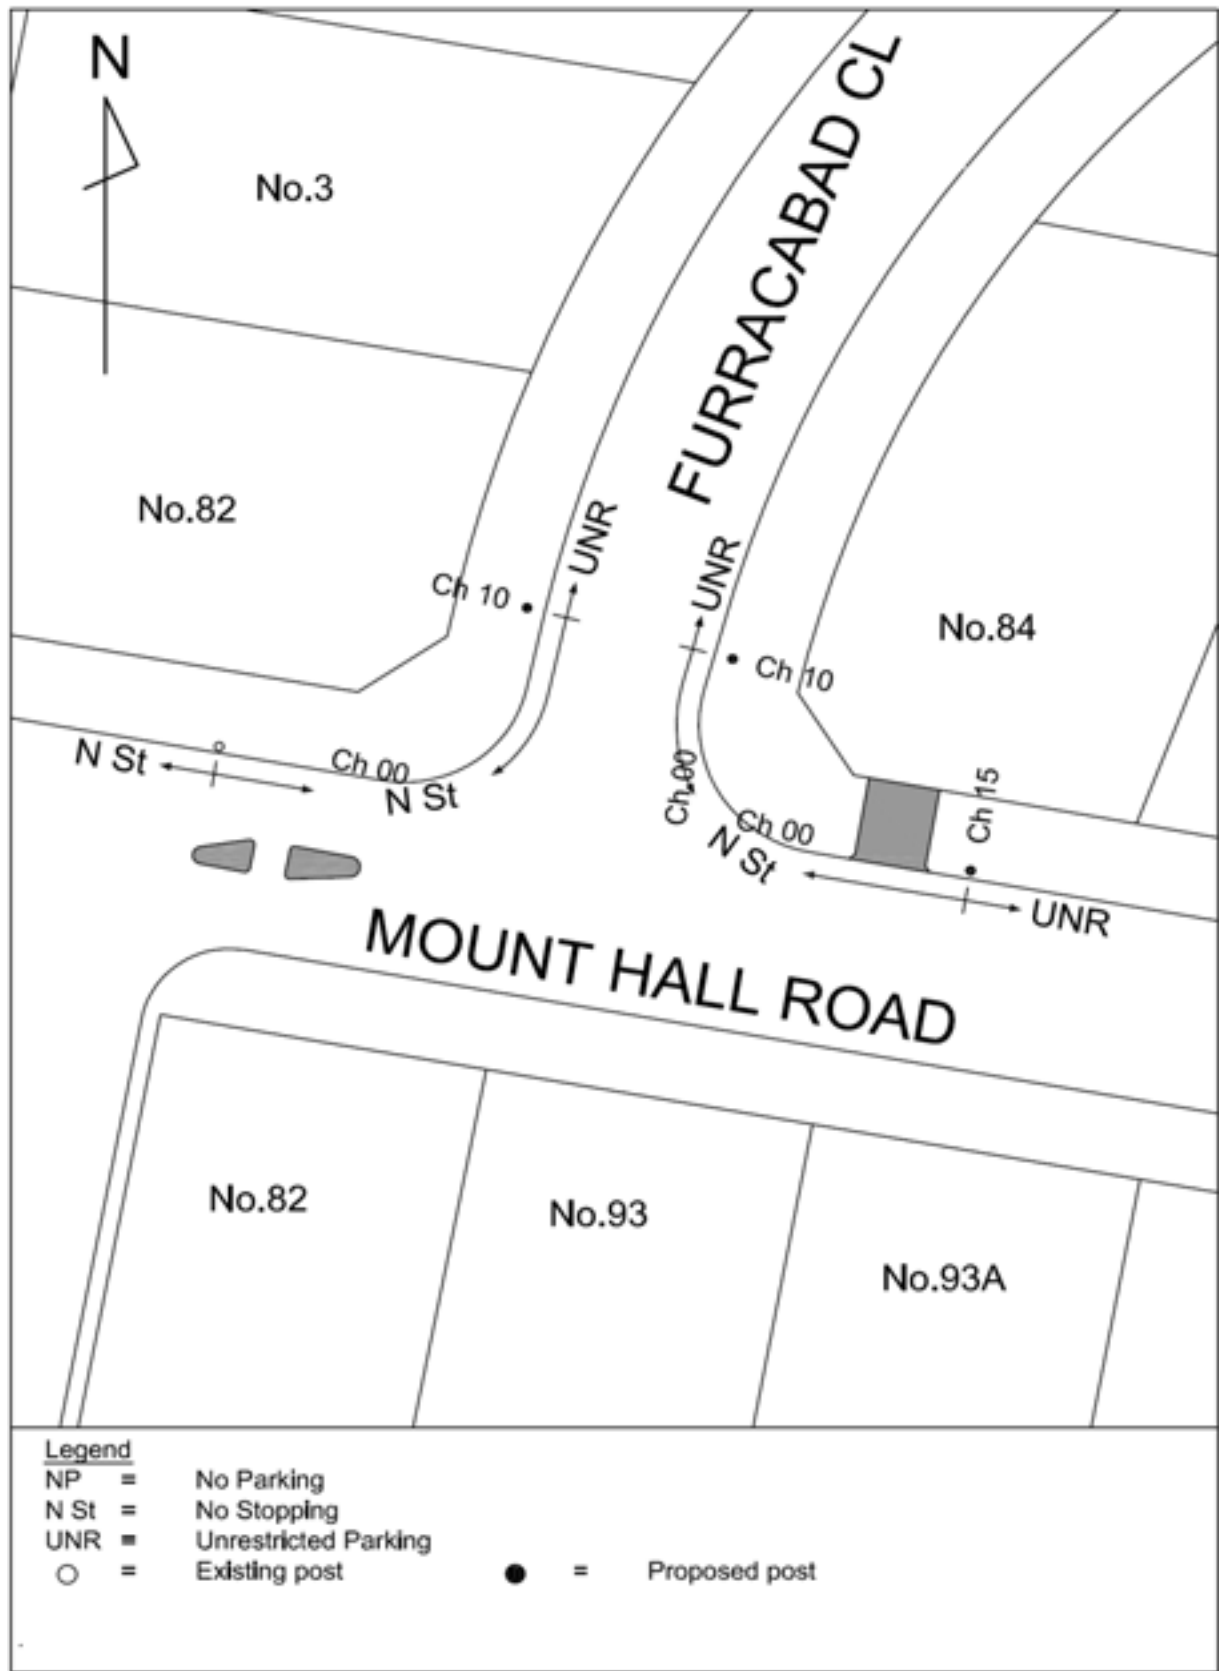 N
FURRACABAD CL
No.3
No.82
UNR
Ch 10
UNR
No.84
Ch 10
N St
Ch 00
N St
Ch 00
Ch 00
N St
Ch 15
UNR
MOUNT HALL ROAD
No.82
No.93
No.93A
Legend
NP = No Parking
N St = No Stopping
UNR = Unrestricted Parking
= Existing post = Proposed post